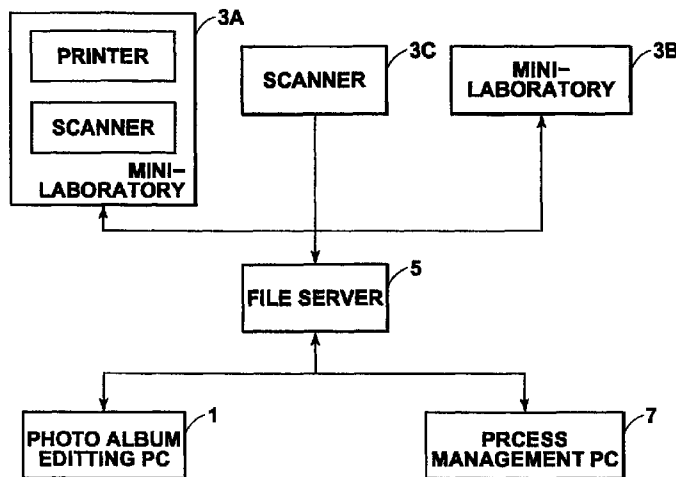 3A
PRINTER
SCANNER
MINI-
LABORATORY
SCANNER
3C
MINI-
LABORATORY
3B
FILE SERVER
5
PHOTO ALBUM
EDITTING PC
1
PRCESS
MANAGEMENT PC
7